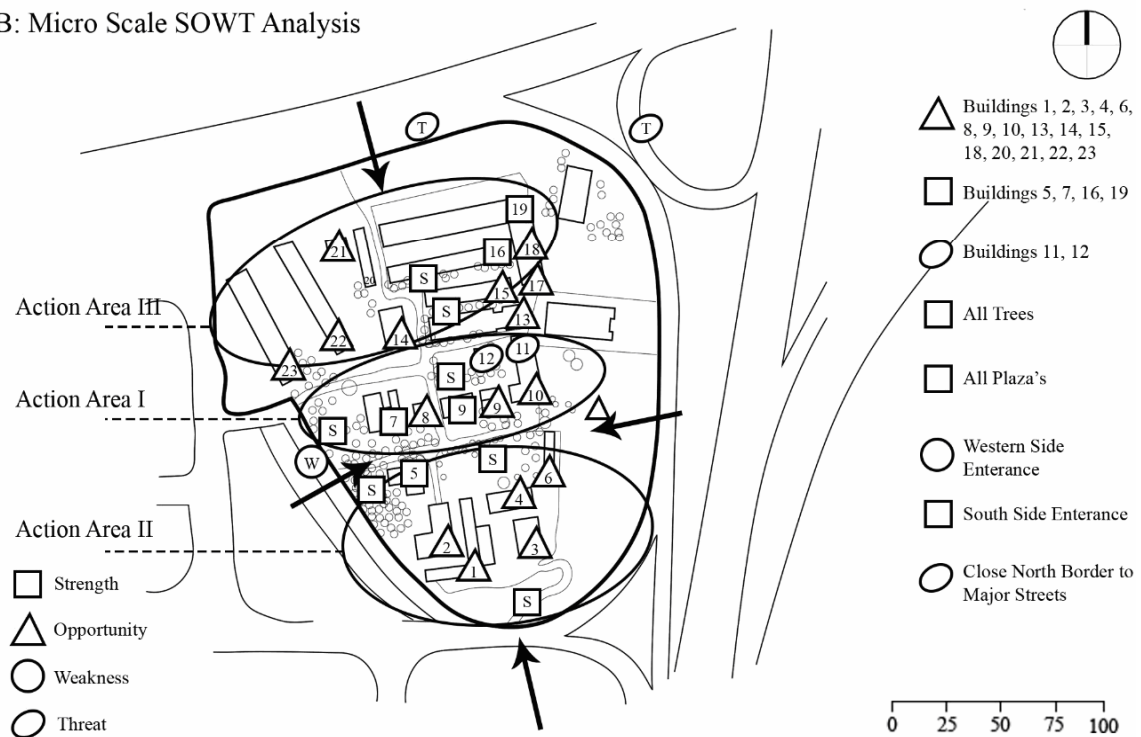 B: Micro Scale SOWT Analysis
T
T
Buildings 1, 2, 3, 4, 6,
8, 9, 10, 13, 14, 15,
18, 20, 21, 22, 23
Buildings 5, 7, 16, 19
Buildings 11, 12
All Trees
All Plaza's
Western Side
Enterance
South Side Enterance
Close North Border to
Major Streets
19
18
16
21
20
S
17
15
S
13
Action Area III
22
14
11
12
23
S
10
Action Area I
9
9
8
7
S
W
S
5
6
S
4
Action Area II
2
3
1
S
Strength
Opportunity
Weakness
Threat
0 25 50 75 100